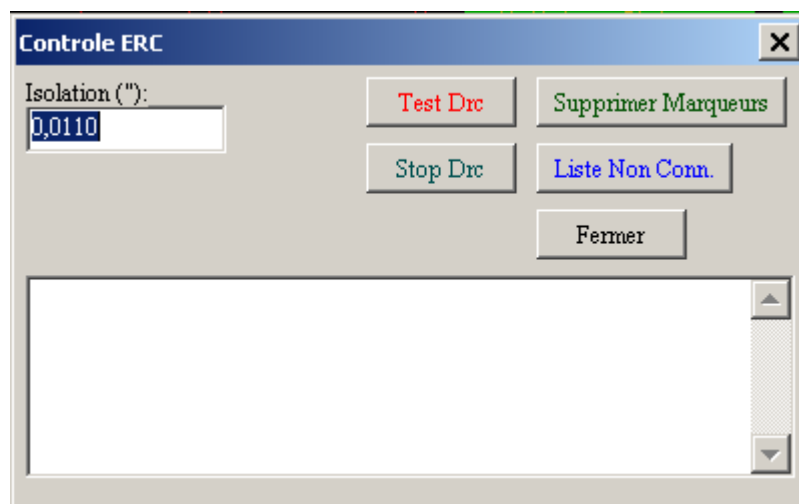 Controle ERC
Isolation ("):
0,0110
Test Drc
Supprimer Marqueurs
Stop Drc
Liste Non Conn.
Fermer